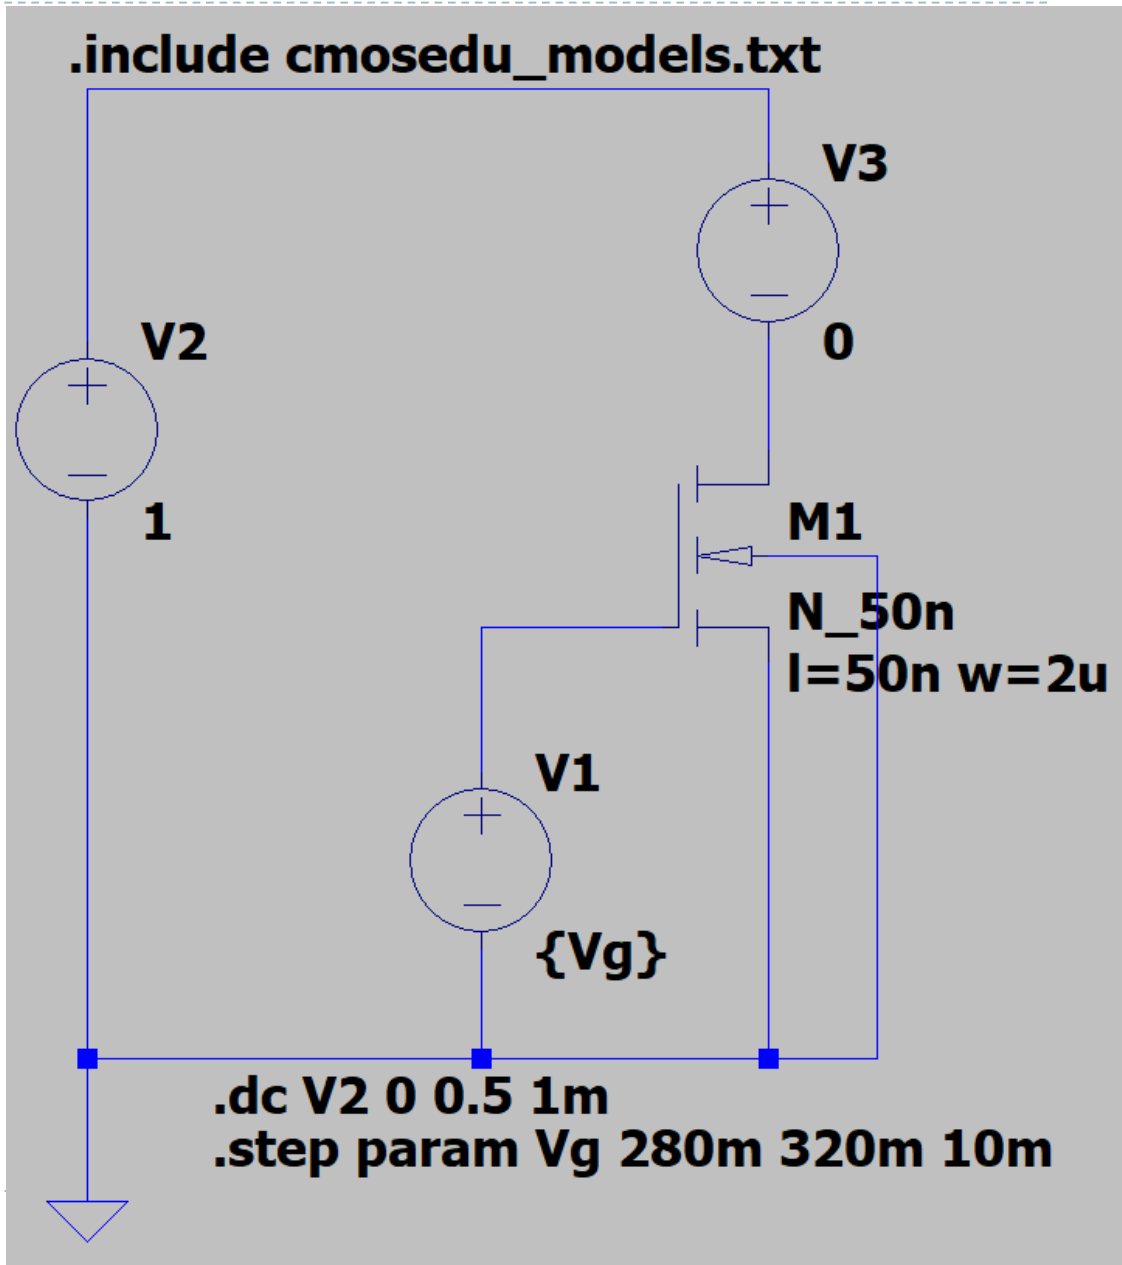 .include cmosedu_models.txt
V3
0
V2
1
M1
N_50n
l=50n w=2u
V1
{Vg}
.dc V2 0 0.5 1m
.step param Vg 280m 320m 10m